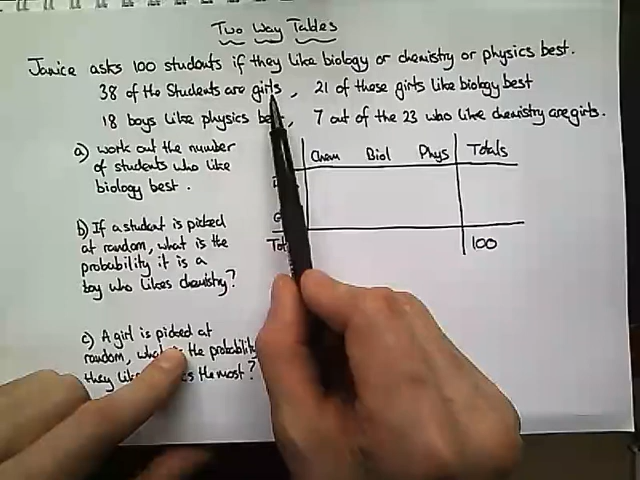 Two Way Tables
Janice asks 100 students if they like biology or chemistry or physics best.
38 of the Students are girls, 21 of these girls like biology best
18 boys like physics, 7 out of the 23 who like chemistry are girls.
a) work out the number
of students who like
biology best.
Chem Biol Phys Totals
b) If a student is picked
at random, what is the
probability it is a
boy who likes chemistry?
100
c) A girl is picked at
random, the probability
they the most?